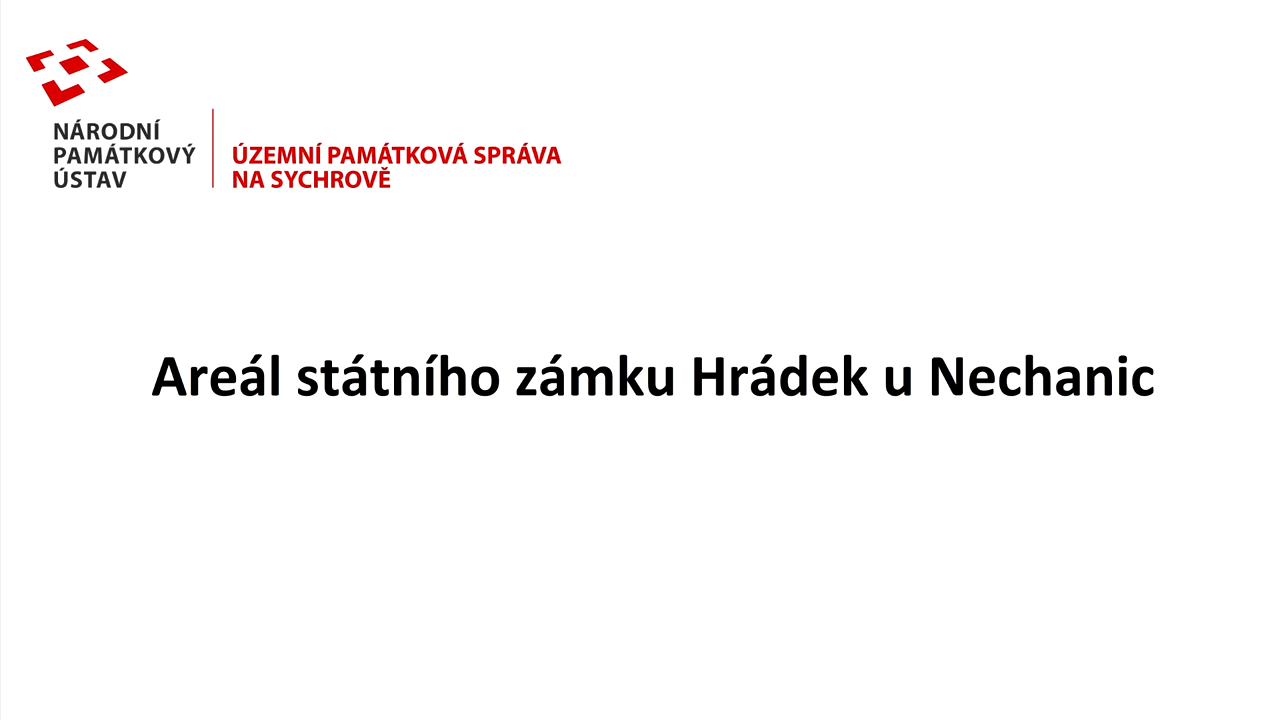 NÁRODNÍ
PAMÁTKOVÝ
ÚSTAV
ÚZEMNÍ PAMÁTKOVÁ SPRÁVA
NA SYCHROVĚ
Areál státního zámku Hrádek u Nechanic